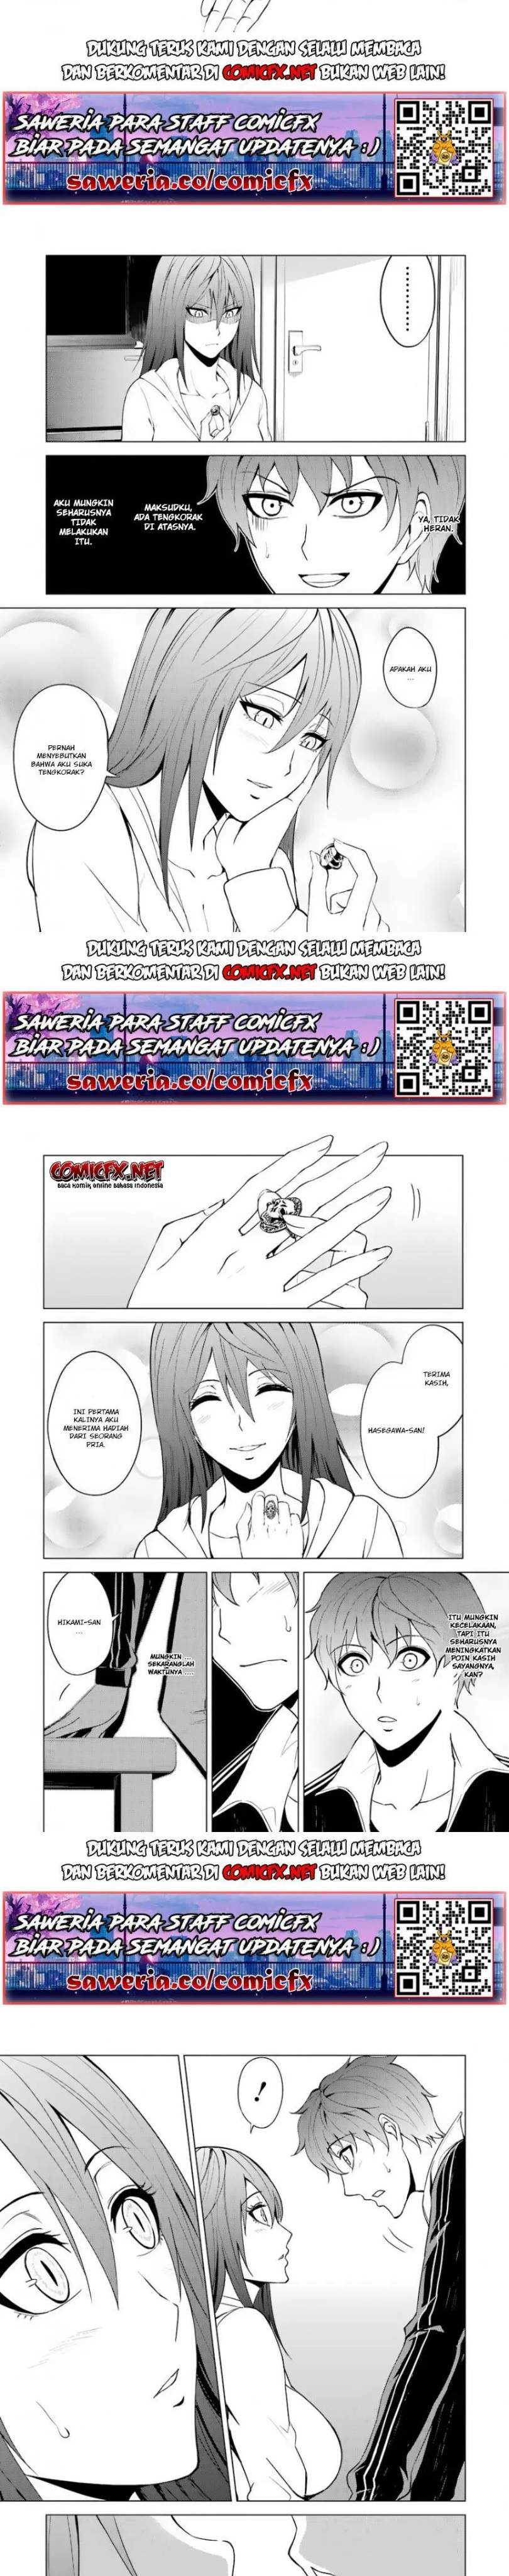 DUKUNG TERUS KAMI DENGAN SELALU MEMBACA
DAN BERKOMENTAR DI COMICFX.NET BUKAN WEB LAIN!
SAWERIA PARA STAFF COMICFX
BIAR PADA SEMANGAT UPDATENYA :)
saweria.co/comicfx
YA, TIDAK
HERAN.
MAKSUDKU,
ADA TENGKORAK
DI ATASNYA.
AKU MUNGKIN
SEHARUSNYA
TIDAK
MELAKUKAN
ITU.
APAKAH AKU
...
PERNAH
MENYEBUTKAN
BAHWA AKU SUKA
TENGKORAK?
DUKUNG TERUS KAMI DENGAN SELALU MEMBACA
DAN BERKOMENTAR DI COMICFX.NET BUKAN WEB LAIN!
SAWERIA PARA STAFF COMICFX
BIAR PADA SEMANGAT UPDATENYA :)
saweria.co/comicfx
COMICFX.NET
Baca Komik Online Bahasa Indonesia
TERIMA
KASIH,
HASEGAWA-SAN!
INI PERTAMA
KALINYA AKU
MENERIMA HADIAH
DARI SEORANG
PRIA.
ITU MUNGKIN
KECELAKAAN,
TAPI ITU
SEHARUSNYA
MENINGKATKAN
POIN KASIH
SAYANGNYA,
KAN?
MUNGKIN ...
SEKARANGLAH
WAKTUNYA ...
HIKAMI-SAN
...
DUKUNG TERUS KAMI DENGAN SELALU MEMBACA
DAN BERKOMENTAR DI COMICFX.NET BUKAN WEB LAIN!
SAWERIA PARA STAFF COMICFX
BIAR PADA SEMANGAT UPDATENYA :)
saweria.co/comicfx
!